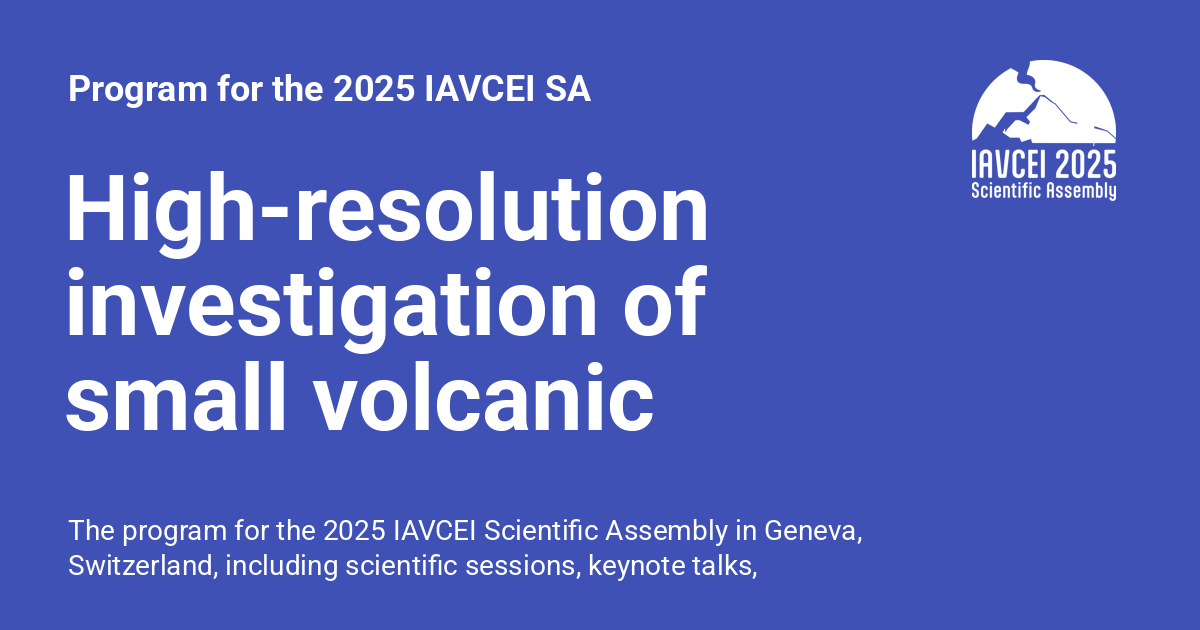 Program for the 2025 IAVCEI SA
IAVCEI 2025
Scientific Assembly
High-resolution
investigation of
small volcanic
The program for the 2025 IAVCEI Scientific Assembly in Geneva,
Switzerland, including scientific sessions, keynote talks,